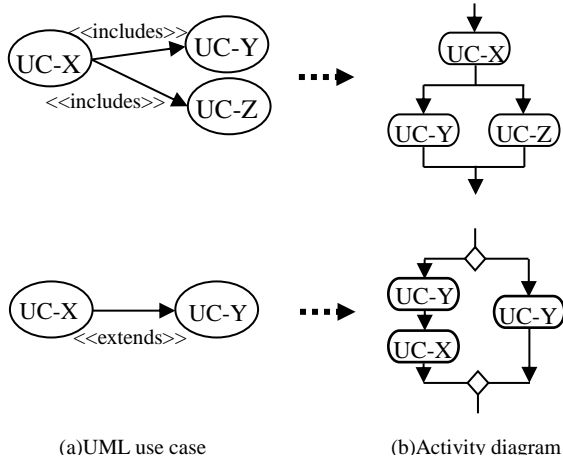 <<includes>>
UC-X
UC-Y
<<includes>>
UC-Z
UC-X
UC-Y
UC-Z
UC-X
UC-Y
<<extends>>
UC-Y
UC-X
UC-Y
(a)UML use case
(b)Activity diagram